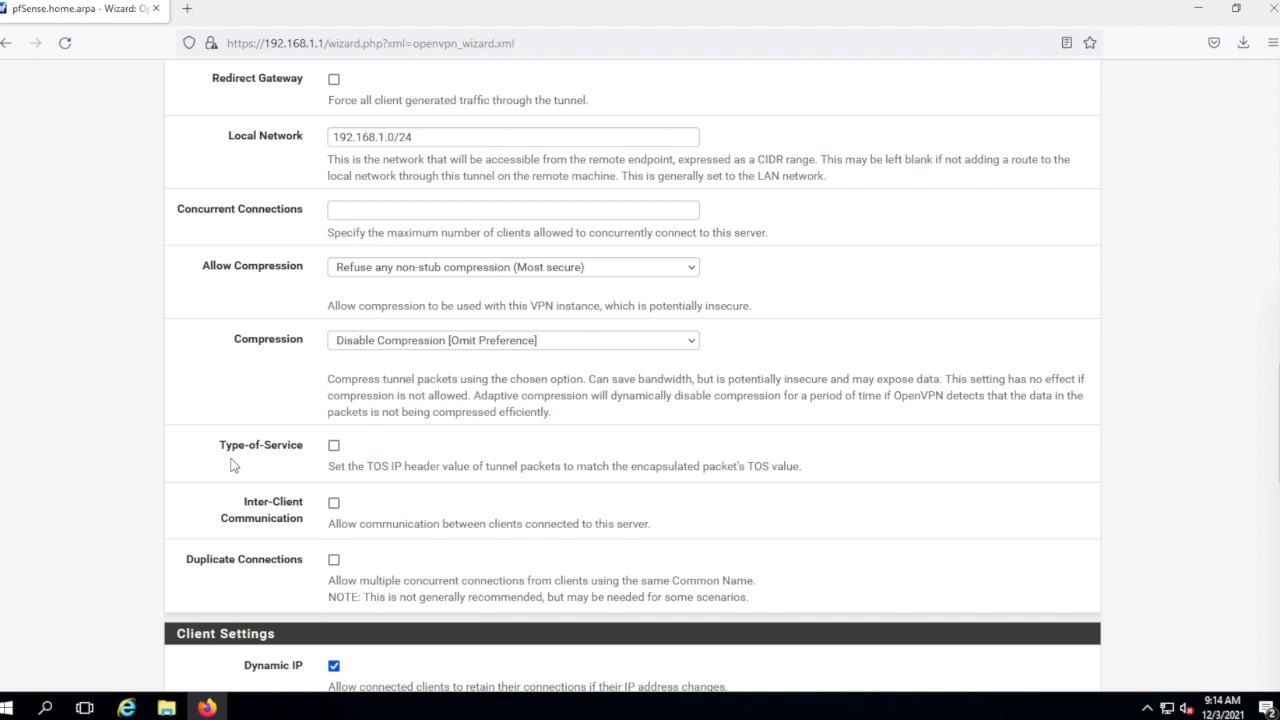 pfSense.home.arpa - Wizard: Op
https://192.168.1.1/wizard.php?xml=openvpn_wizard.xml
Redirect Gateway
Force all client generated traffic through the tunnel.
Local Network
192.168.1.0/24
This is the network that will be accessible from the remote endpoint, expressed as a CIDR range. This may be left blank if not adding a route to the
local network through this tunnel on the remote machine. This is generally set to the LAN network.
Concurrent Connections
Specify the maximum number of clients allowed to concurrently connect to this server.
Allow Compression
Refuse any non-stub compression (Most secure)
Allow compression to be used with this VPN instance, which is potentially insecure.
Compression
Disable Compression [Omit Preference]
Compress tunnel packets using the chosen option. Can save bandwidth, but is potentially insecure and may expose data. This setting has no effect if
compression is not allowed. Adaptive compression will dynamically disable compression for a period of time if OpenVPN detects that the data in the
packets is not being compressed efficiently.
Type-of-Service
Set the TOS IP header value of tunnel packets to match the encapsulated packet's TOS value.
Inter-Client
Communication
Allow communication between clients connected to this server.
Duplicate Connections
Allow multiple concurrent connections from clients using the same Common Name.
NOTE: This is not generally recommended, but may be needed for some scenarios.
Client Settings
Dynamic IP
Allow connected clients to retain their connections if their IP address changes.
9:14 AM
12/3/2021
2